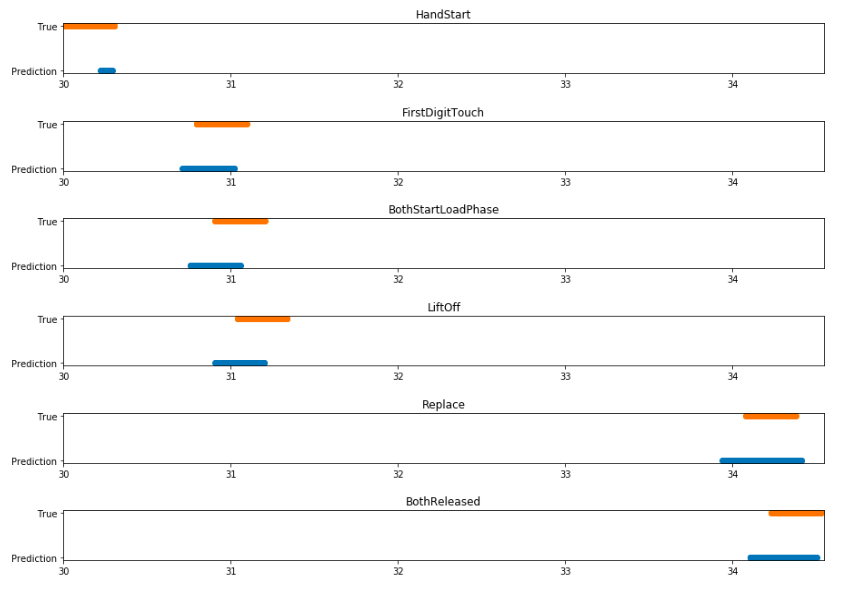 HandStart
True
Prediction
30 31 32 33 34
FirstDigitTouch
True
Prediction
30 31 32 33 34
BothStartLoadPhase
True
Prediction
30 31 32 33 34
LiftOff
True
Prediction
30 31 32 33 34
Replace
True
Prediction
30 31 32 33 34
BothReleased
True
Prediction
30 31 32 33 34